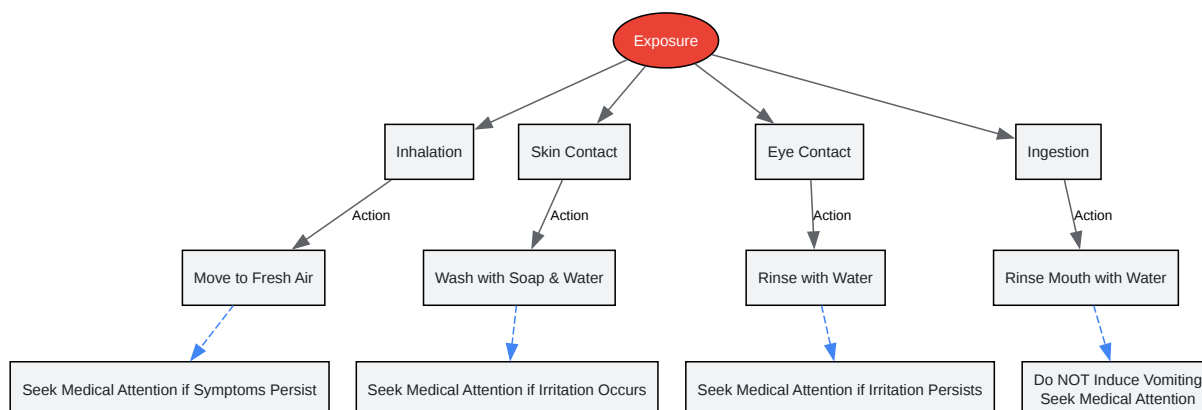 Exposure
Inhalation
Skin Contact
Eye Contact
Ingestion
Action
Action
Action
Action
Move to Fresh Air
Wash with Soap & Water
Rinse with Water
Rinse Mouth with Water
Seek Medical Attention if Symptoms Persist
Seek Medical Attention if Irritation Occurs
Seek Medical Attention if Irritation Persists
Do NOT Induce Vomiting
Seek Medical Attention